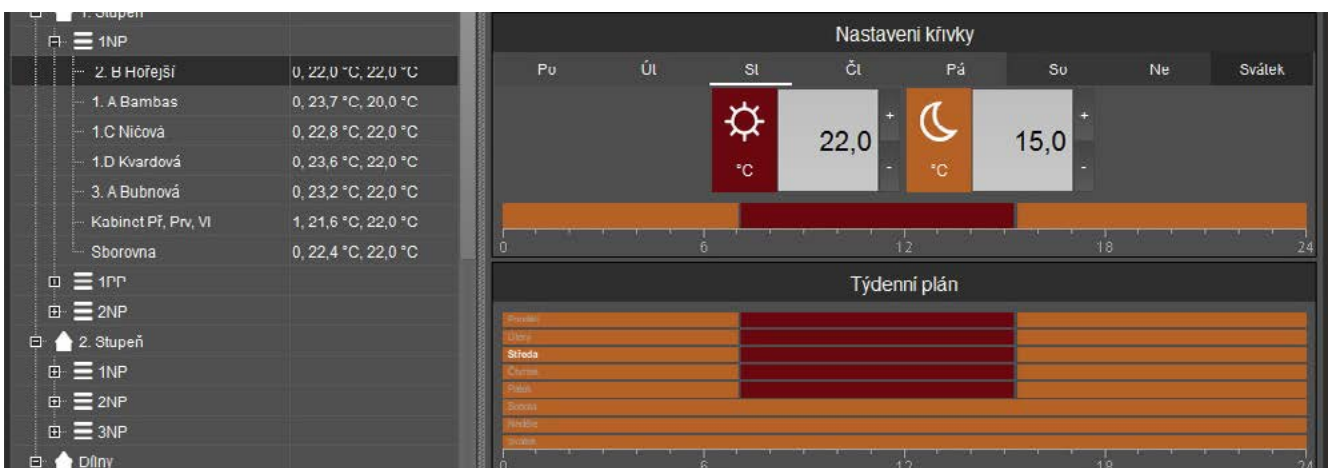 1. Stupeň
1NP
2. B Hořejší 0, 22,0 °C, 22,0 °C
1. A Bambas 0, 23,7 °C, 20,0 °C
1.C Ničová 0, 22,8 °C, 22,0 °C
1.D Kvardová 0, 23,6 °C, 22,0 °C
3. A Bubnová 0, 23,2 °C, 22,0 °C
Kabinet Př, Prv, Vl 1, 21,6 °C, 22,0 °C
Sborovna 0, 22,4 °C, 22,0 °C
1PP
2NP
2. Stupeň
1NP
2NP
3NP
Dílny
Nastavení křivky
Po Út St Čt Pá So Ne Svátek
22,0 + 15,0 +
°C - °C -
0 6 12 18 24
Týdenní plán
Pondělí
Úterý
Středa
Čtvrtek
Pátek
Sobota
Neděle
Svátek
0 6 12 18 24